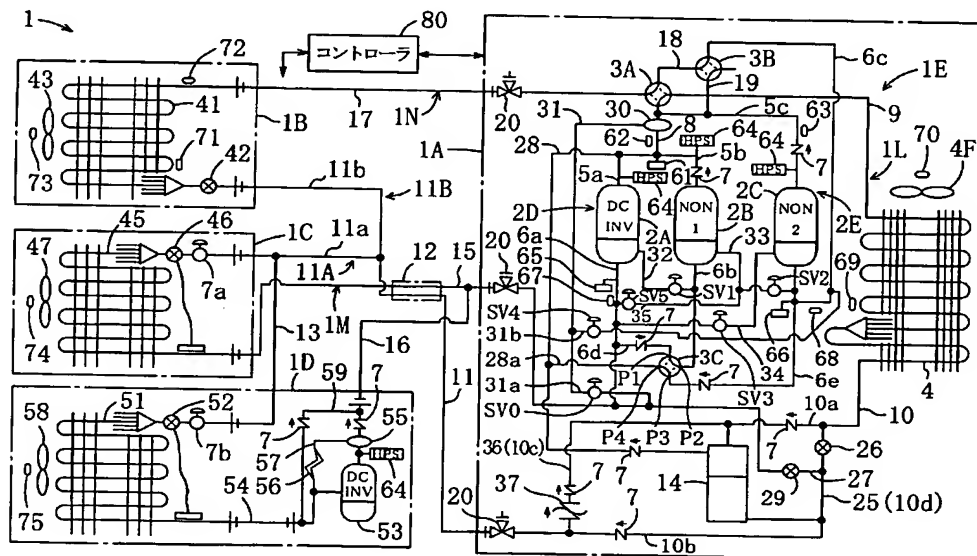 1
80
コントローラ
72
43
41
1B
17
1N
20
73
71
42
11b
11B
45
46
47
1C
11a
7a
11A
12
15
20
74
1M
13
16
1D
58
51
52
59
7
7
55
7b
57
56
HPS
64
DC
INV
53
75
54
11
20
1A
18
3A
3B
19
6c
1E
9
31
30
5c
63
28
62
8
HPS
64
64
5b
7
HPS
7
5a
61
64
2C
2E
2D
DC
INV
NON
1
2B
NON
2
2A
33
1L
70
4F
6a
65
67
32
6b
SV2
SV5
SV1
35
SV4
31b
6d
7
66
68
69
28a
P1
3C
7
34
6e
31a
SV3
10a
4
SV0
P4
P3
P2
7
10
36(10c)
7
7
14
29
26
27
25(10d)
37
7
10b